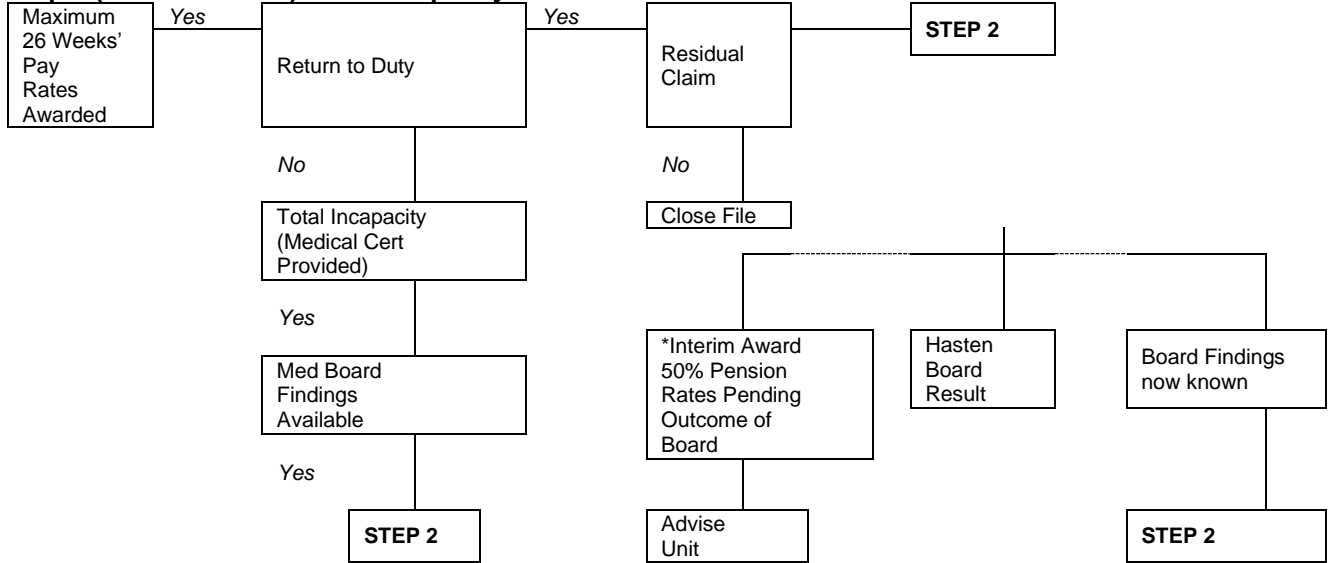 Maximum
26 Weeks'
Pay
Rates
Awarded
Yes
Return to Duty
Yes
Residual
Claim
STEP 2
No
No
Total Incapacity
(Medical Cert
Provided)
Close File
Yes
Med Board
Findings
Available
*Interim Award
50% Pension
Rates Pending
Outcome of
Board
Hasten
Board
Result
Board Findings
now known
Yes
STEP 2
Advise
Unit
STEP 2